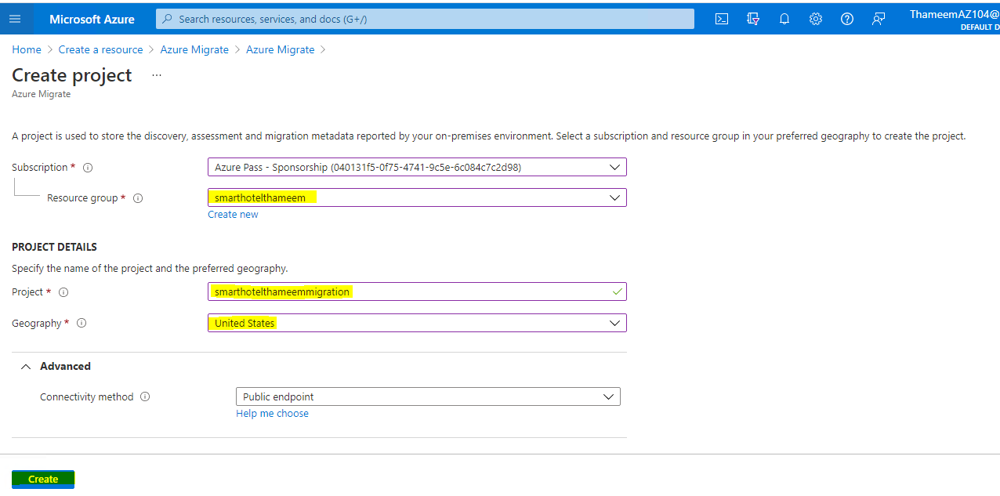 Microsoft Azure
Search resources, services, and docs (G+/)
ThameemAZ104@
DEFAULT D
Home > Create a resource > Azure Migrate > Azure Migrate >
Create project ...
Azure Migrate
A project is used to store the discovery, assessment and migration metadata reported by your on-premises environment. Select a subscription and resource group in your preferred geography to create the project.
Subscription *
Azure Pass - Sponsorship (040131f5-0f75-4741-9c5e-6c084c7c2d98)
Resource group *
smarthotelthameem
Create new
PROJECT DETAILS
Specify the name of the project and the preferred geography.
Project *
smarthotelthameemmigration
Geography *
United States
Advanced
Connectivity method
Public endpoint
Help me choose
Create